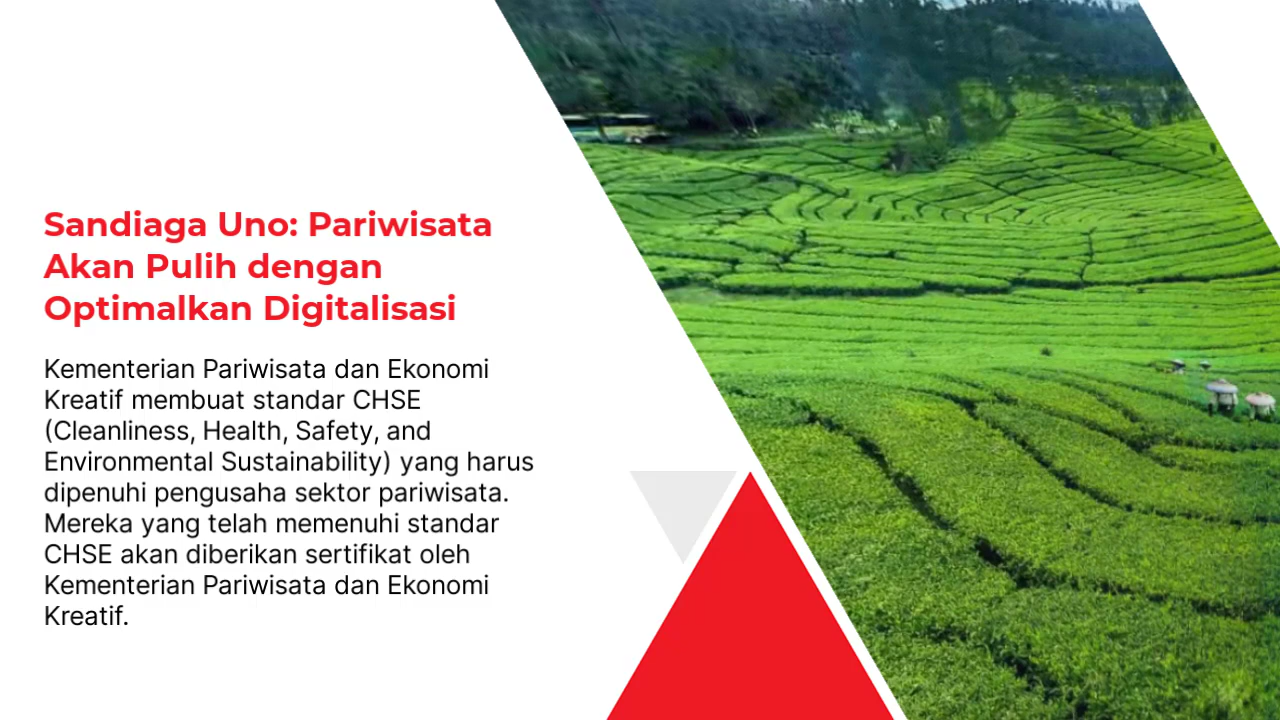 Sandiaga Uno: Pariwisata
Akan Pulih dengan
Optimalkan Digitalisasi
Kementerian Pariwisata dan Ekonomi
Kreatif membuat standar CHSE
(Cleanliness, Health, Safety, and
Environmental Sustainability) yang harus
dipenuhi pengusaha sektor pariwisata.
Mereka yang telah memenuhi standar
CHSE akan diberikan sertifikat oleh
Kementerian Pariwisata dan Ekonomi
Kreatif.